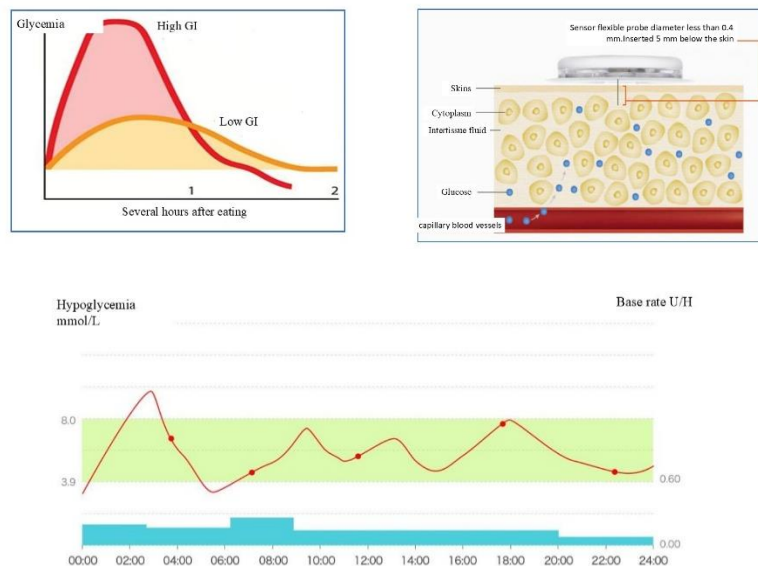 Glycemia
High GI
Low GI
1
2
Several hours after eating
Sensor flexible probe diameter less than 0.4
mm.Inserted 5 mm below the skin
Skins
Cytoplasm
Intertissue fluid
Glucose
capillary blood vessels
Hypoglycemia
mmol/L
Base rate U/H
8.0
3.9
0.60
0.00
00:00 02:00 04:00 06:00 08:00 10:00 12:00 14:00 16:00 18:00 20:00 22:00 24:00